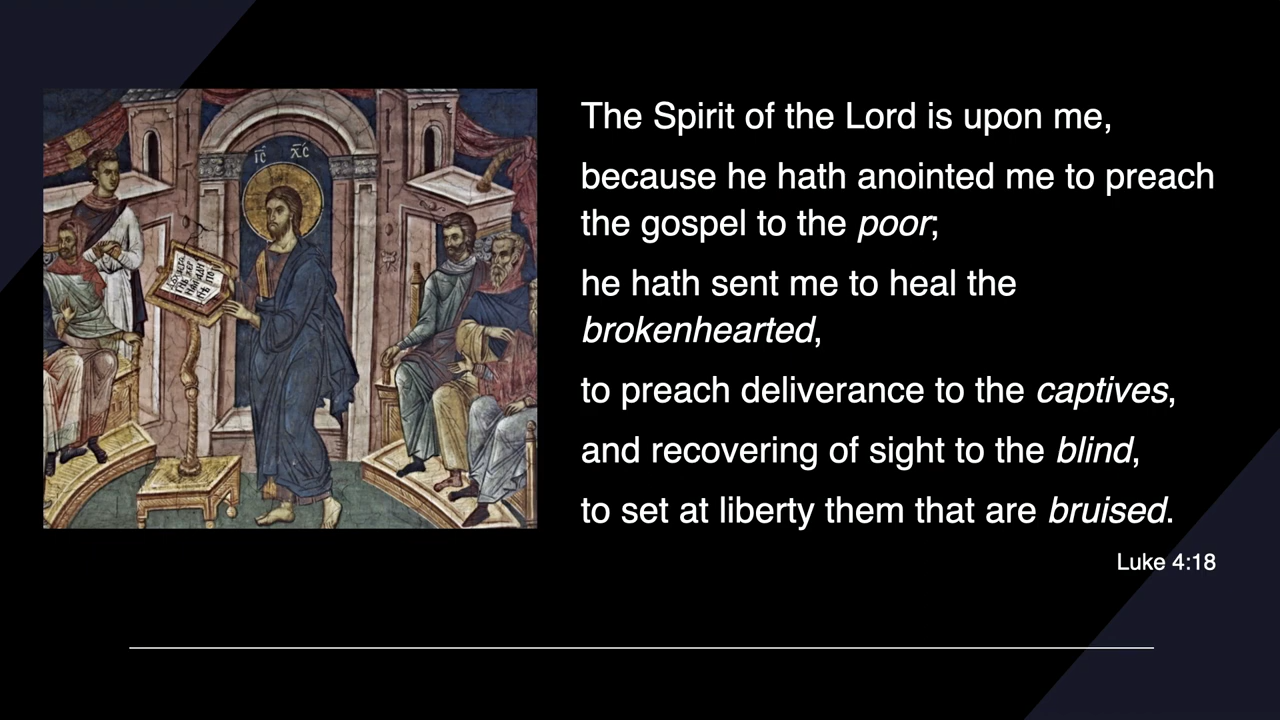 I͞C X͞C
The Spirit of the Lord is upon me,
because he hath anointed me to preach
the gospel to the poor;
he hath sent me to heal the
brokenhearted,
to preach deliverance to the captives,
and recovering of sight to the blind,
to set at liberty them that are bruised.
Luke 4:18